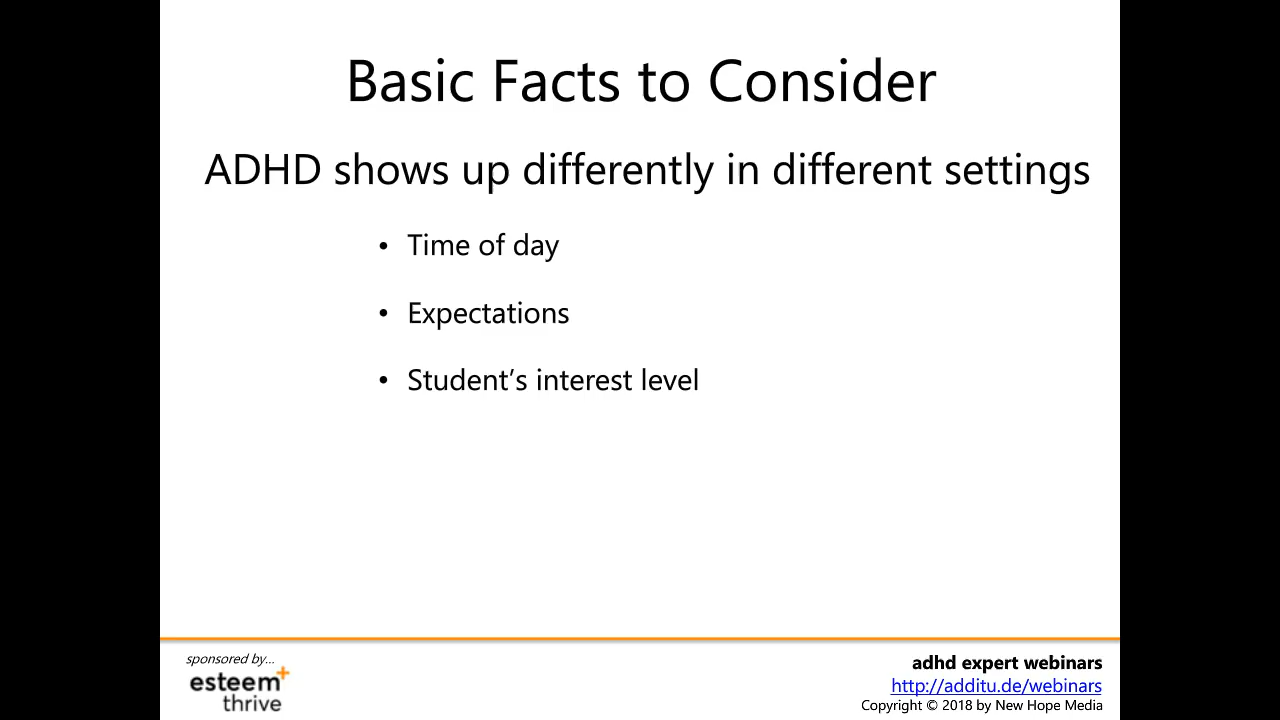 Basic Facts to Consider
ADHD shows up differently in different settings
• Time of day
• Expectations
• Student’s interest level
sponsored by...
esteem+
thrive
adhd expert webinars
http://additu.de/webinars
Copyright © 2018 by New Hope Media